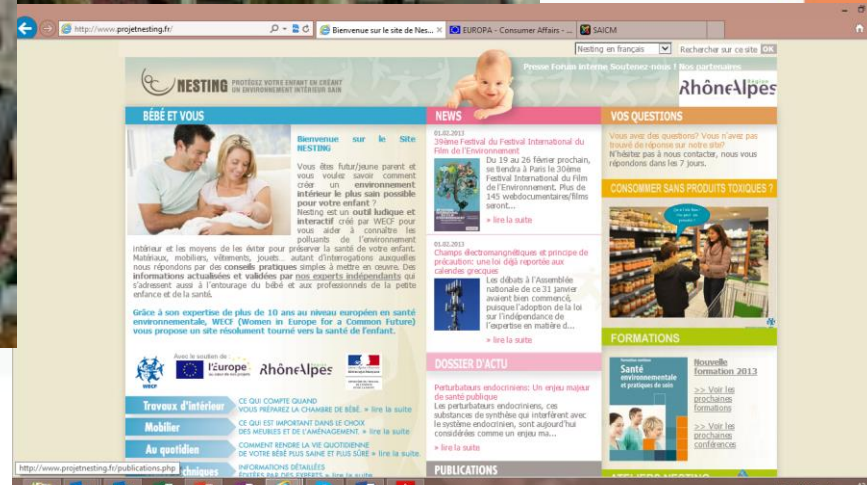 http://www.projetnesting.fr/
Bienvenue sur le site de Nes...
EUROPA - Consumer Affairs - ...
SAICM
Nesting en français
Rechercher sur ce site OK
Presse Forum interne Soutenez-nous ! Nos partenaires
NESTING PROTÉGEZ VOTRE ENFANT EN CRÉANT
UN ENVIRONNEMENT INTÉRIEUR SAIN
RhôneAlpes Région
BÉBÉ ET VOUS
Bienvenue sur le Site
NESTING
Vous êtes futur/jeune parent et
vous voulez savoir comment
créer un environnement
intérieur le plus sain possible
pour votre enfant ?
Nesting est un outil ludique et
interactif créé par WECF pour
vous aider à connaître les
polluants de l'environnement
intérieur et les moyens de les éviter pour préserver la santé de votre enfant.
Matériaux, mobiliers, vêtements, jouets... autant d'interrogations auxquelles
nous répondons par des conseils pratiques simples à mettre en œuvre. Des
informations actualisées et validées par nos experts indépendants qui
s'adressent aussi à l'entourage du bébé et aux professionnels de la petite
enfance et de la santé.
Grâce à son expertise de plus de 10 ans au niveau européen en santé
environnementale, WECF (Women in Europe for a Common Future)
vous propose un site résolument tourné vers la santé de l'enfant.
Avec le soutien de :
WECF
l'Europe
RhôneAlpes
Travaux d'intérieur
CE QUI COMPTE QUAND
VOUS PRÉPAREZ LA CHAMBRE DE BÉBÉ. » lire la suite
Mobilier
CE QUI EST IMPORTANT DANS LE CHOIX
DES MEUBLES ET DE L'AMÉNAGEMENT. » lire la suite
Au quotidien
COMMENT RENDRE LA VIE QUOTIDIENNE
DE VOTRE BÉBÉ PLUS SAINE ET PLUS SÛRE » lire la suite.
INFORMATIONS DÉTAILLÉES
ÉDITÉES PAR DES EXPERTS » lire la suite
http://www.projetnesting.fr/publications.php
NEWS
01.02.2013
39ème Festival du Festival International du
Film de l'Environnement
Du 19 au 26 février prochain,
se tiendra à Paris le 30ème
Festival International du Film
de l'Environnement. Plus de
145 webdocumentaires/films
seront...
» lire la suite
01.02.2013
Champs électromagnétiques et principe de
précaution: une loi déjà reportée aux
calendes grecques
Les débats à l'Assemblée
nationale de ce 31 janvier
avaient bien commencé,
puisque l'adoption de la loi
sur l'indépendance de
l'expertise en matière d...
» lire la suite
DOSSIER D'ACTU
Perturbateurs endocriniens: Un enjeu majeur
de santé publique
Les perturbateurs endocriniens, ces
substances de synthèse qui interfèrent avec
le système endocrinien, sont aujourd'hui
considérées comme un enjeu ma...
» lire la suite
PUBLICATIONS
VOS QUESTIONS
Vous avez des questions? Vous n'avez pas
trouvé de réponse sur notre site?
N'hésitez pas à nous contacter, nous vous
répondons dans les 7 jours.
CONSOMMER SANS PRODUITS TOXIQUES ?
FORMATIONS
Santé
environnementale
et pratiques de soin
Nouvelle
formation 2013
>> Voir les
prochaines
formations
>> Voir les
prochaines
conférences
ATELIERS NESTING